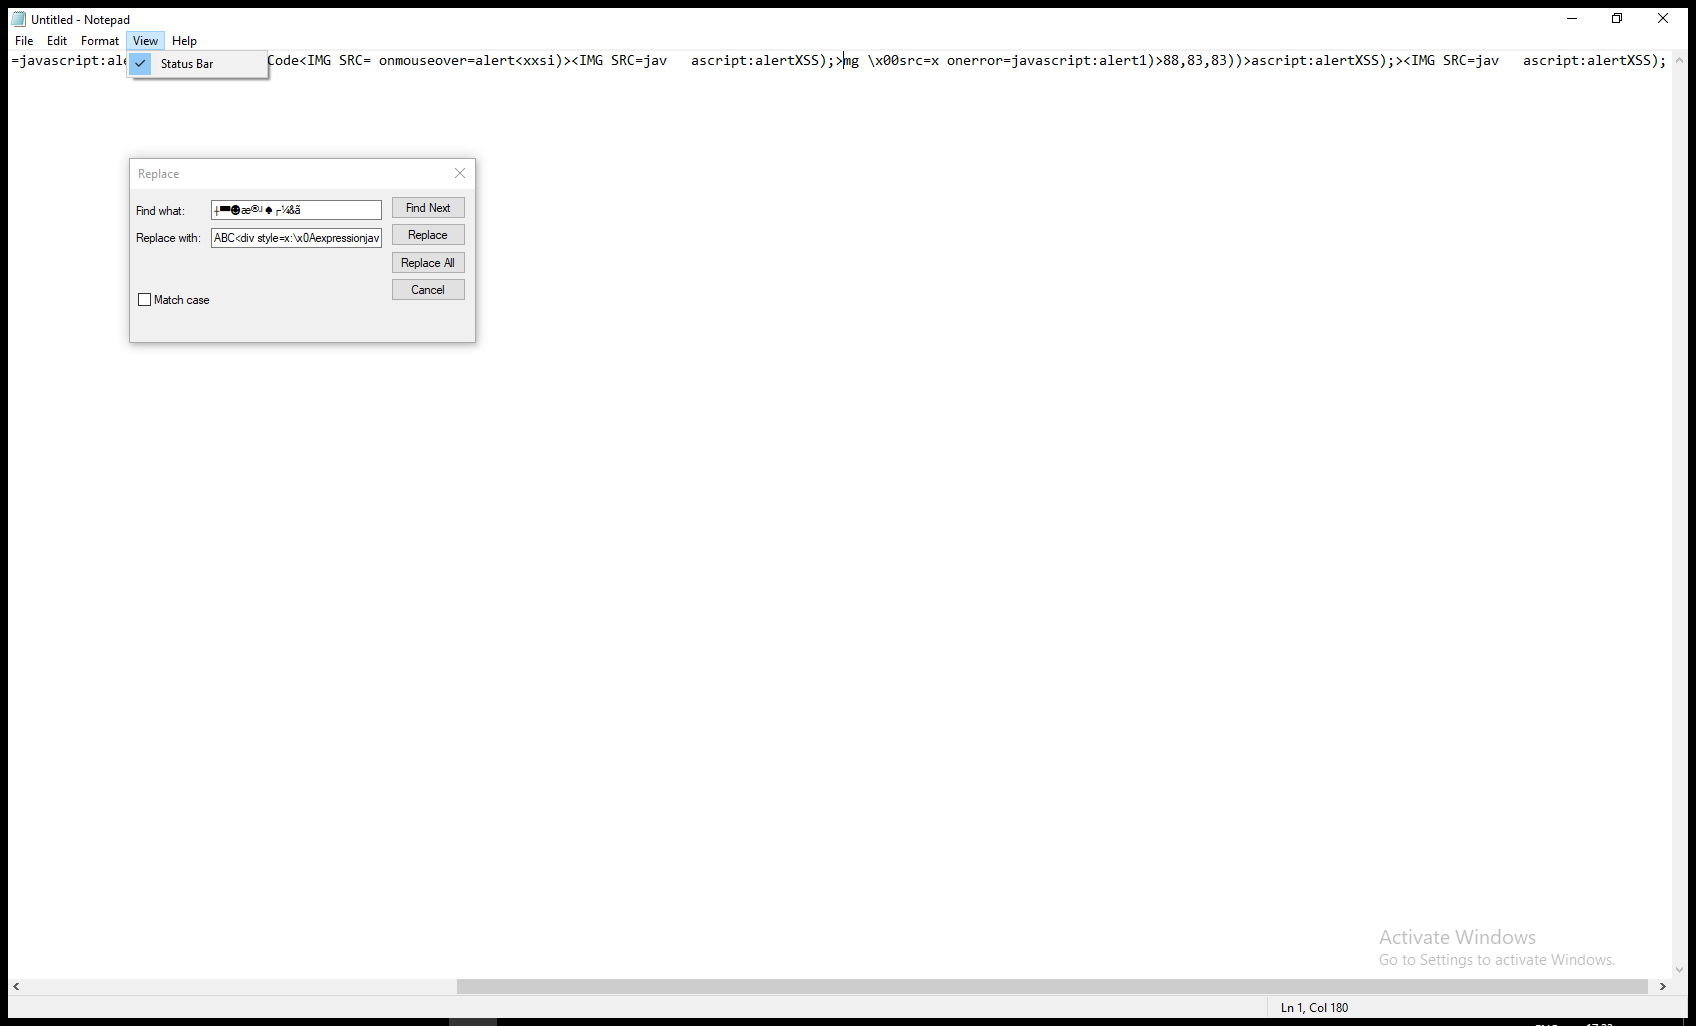 Untitled - Notepad
File Edit Format View Help
=javascript:ale
Status Bar
Code<IMG SRC= onmouseover=alert<xxsi)><IMG SRC=jav   ascript:alertXSS);>mg \x00src=x onerror=javascript:alert1)>88,83,83))>ascript:alertXSS);><IMG SRC=jav   ascript:alertXSS);
Replace
Find what:
Find Next
Replace with: ABC<div style=x:\x0Aexpressionjav
Replace
Replace All
Cancel
Match case
Activate Windows
Go to Settings to activate Windows.
Ln 1, Col 180